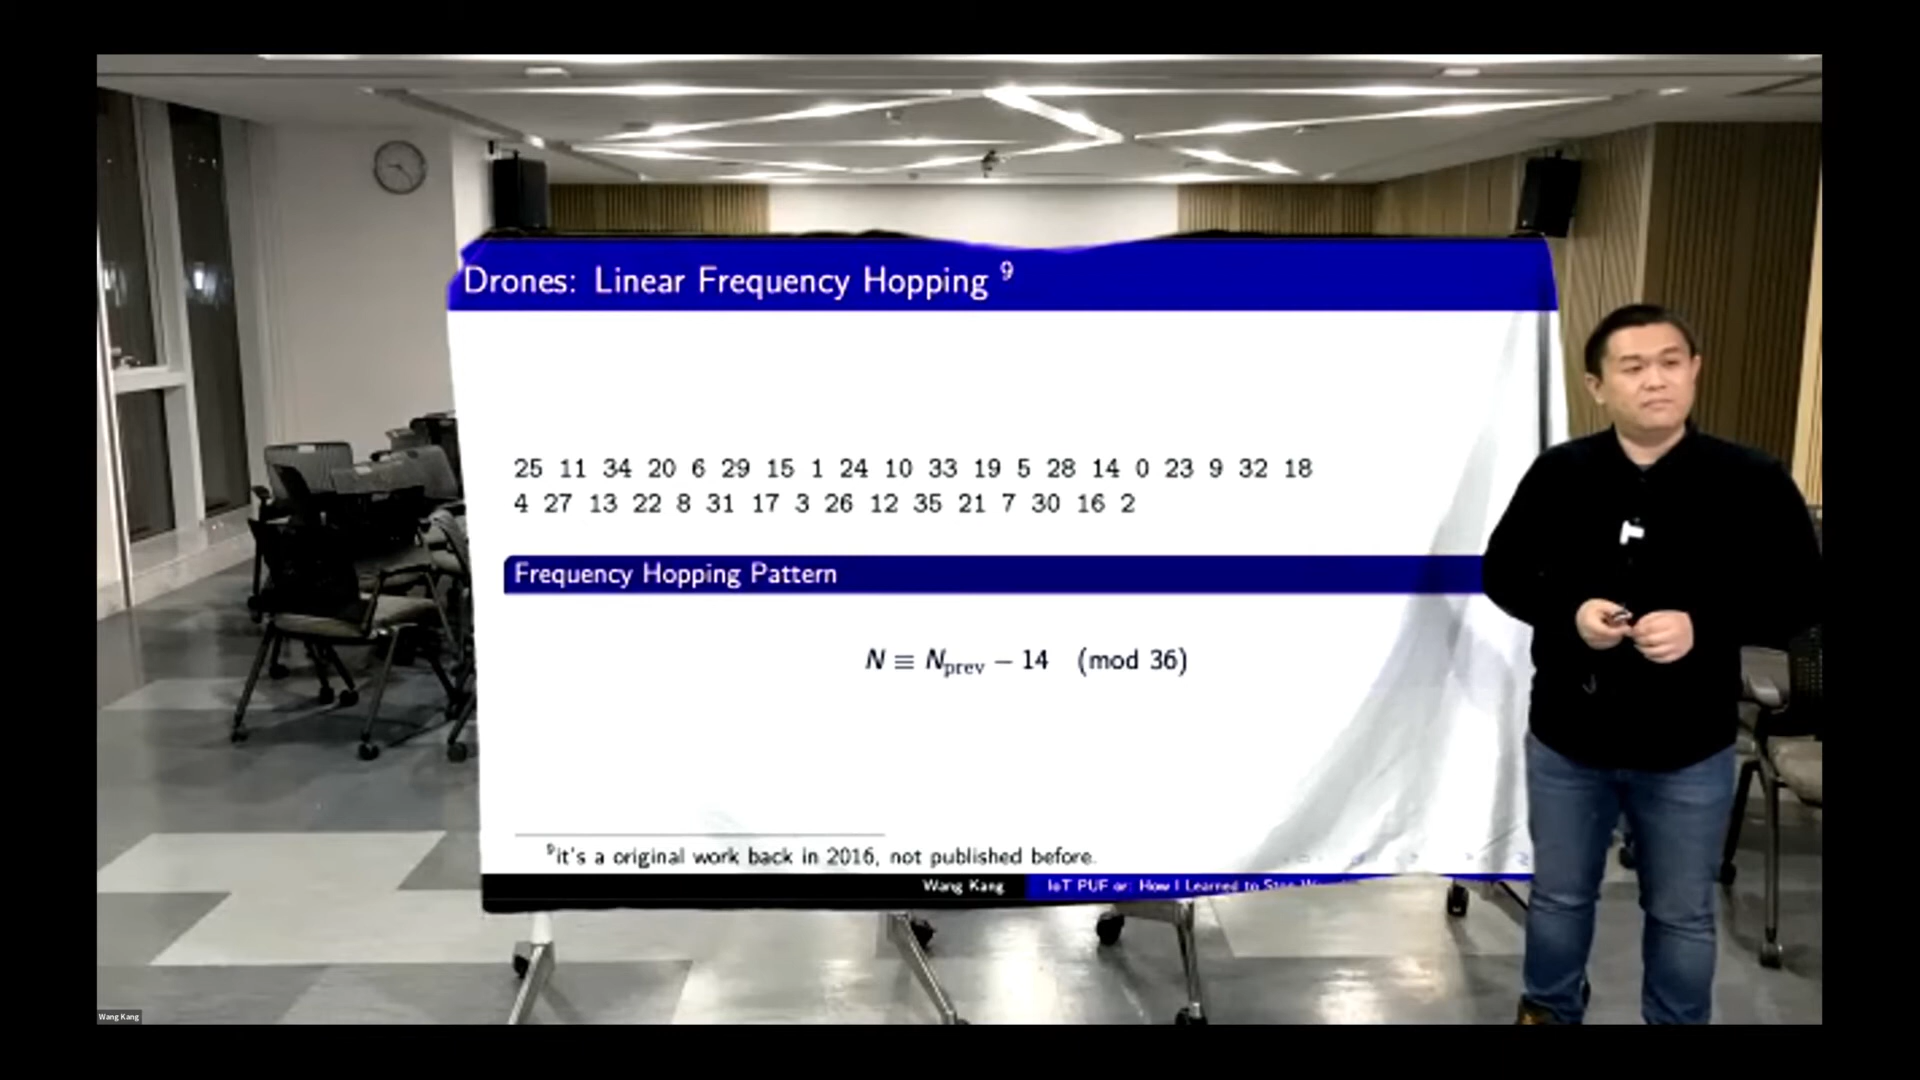 Drones: Linear Frequency Hopping 9
25 11 34 20 6 29 15 1 24 10 33 19 5 28 14 0 23 9 32 18
4 27 13 22 8 31 17 3 26 12 35 21 7 30 16 2
Frequency Hopping Pattern
N ≡ Nprev − 14 (mod 36)
9it's a original work back in 2016, not published before.
Wang Kang IoT PUF or: How I Learned to Stop
Wang Kang